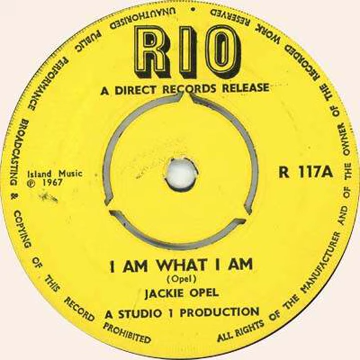 UNAUTHORISED PUBLIC PERFORMANCE BROADCASTING & COPYING OF THIS RECORD PROHIBITED
ALL RIGHTS OF THE MANUFACTURER AND OF THE OWNER OF THE RECORDED WORK RESERVED
RIO
A DIRECT RECORDS RELEASE
Island Music
℗ 1967
R 117A
I AM WHAT I AM
(Opel)
JACKIE OPEL
A STUDIO 1 PRODUCTION